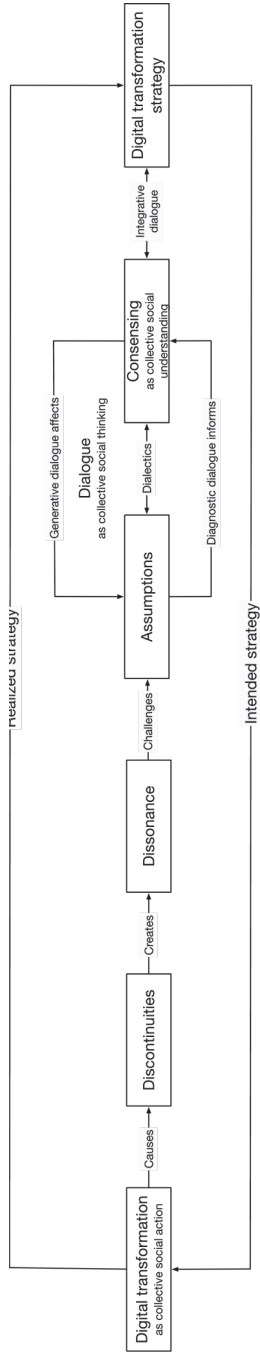 Realized strategy
Generative dialogue affects
Dialogue
as collective social thinking
Digital transformation
as collective social action
Causes
Discontinuities
Creates
Dissonance
Challenges
Assumptions
Dialectics
Consensing
as collective social
understanding
Integrative
dialogue
Digital transformation
strategy
Diagnostic dialogue informs
Intended strategy